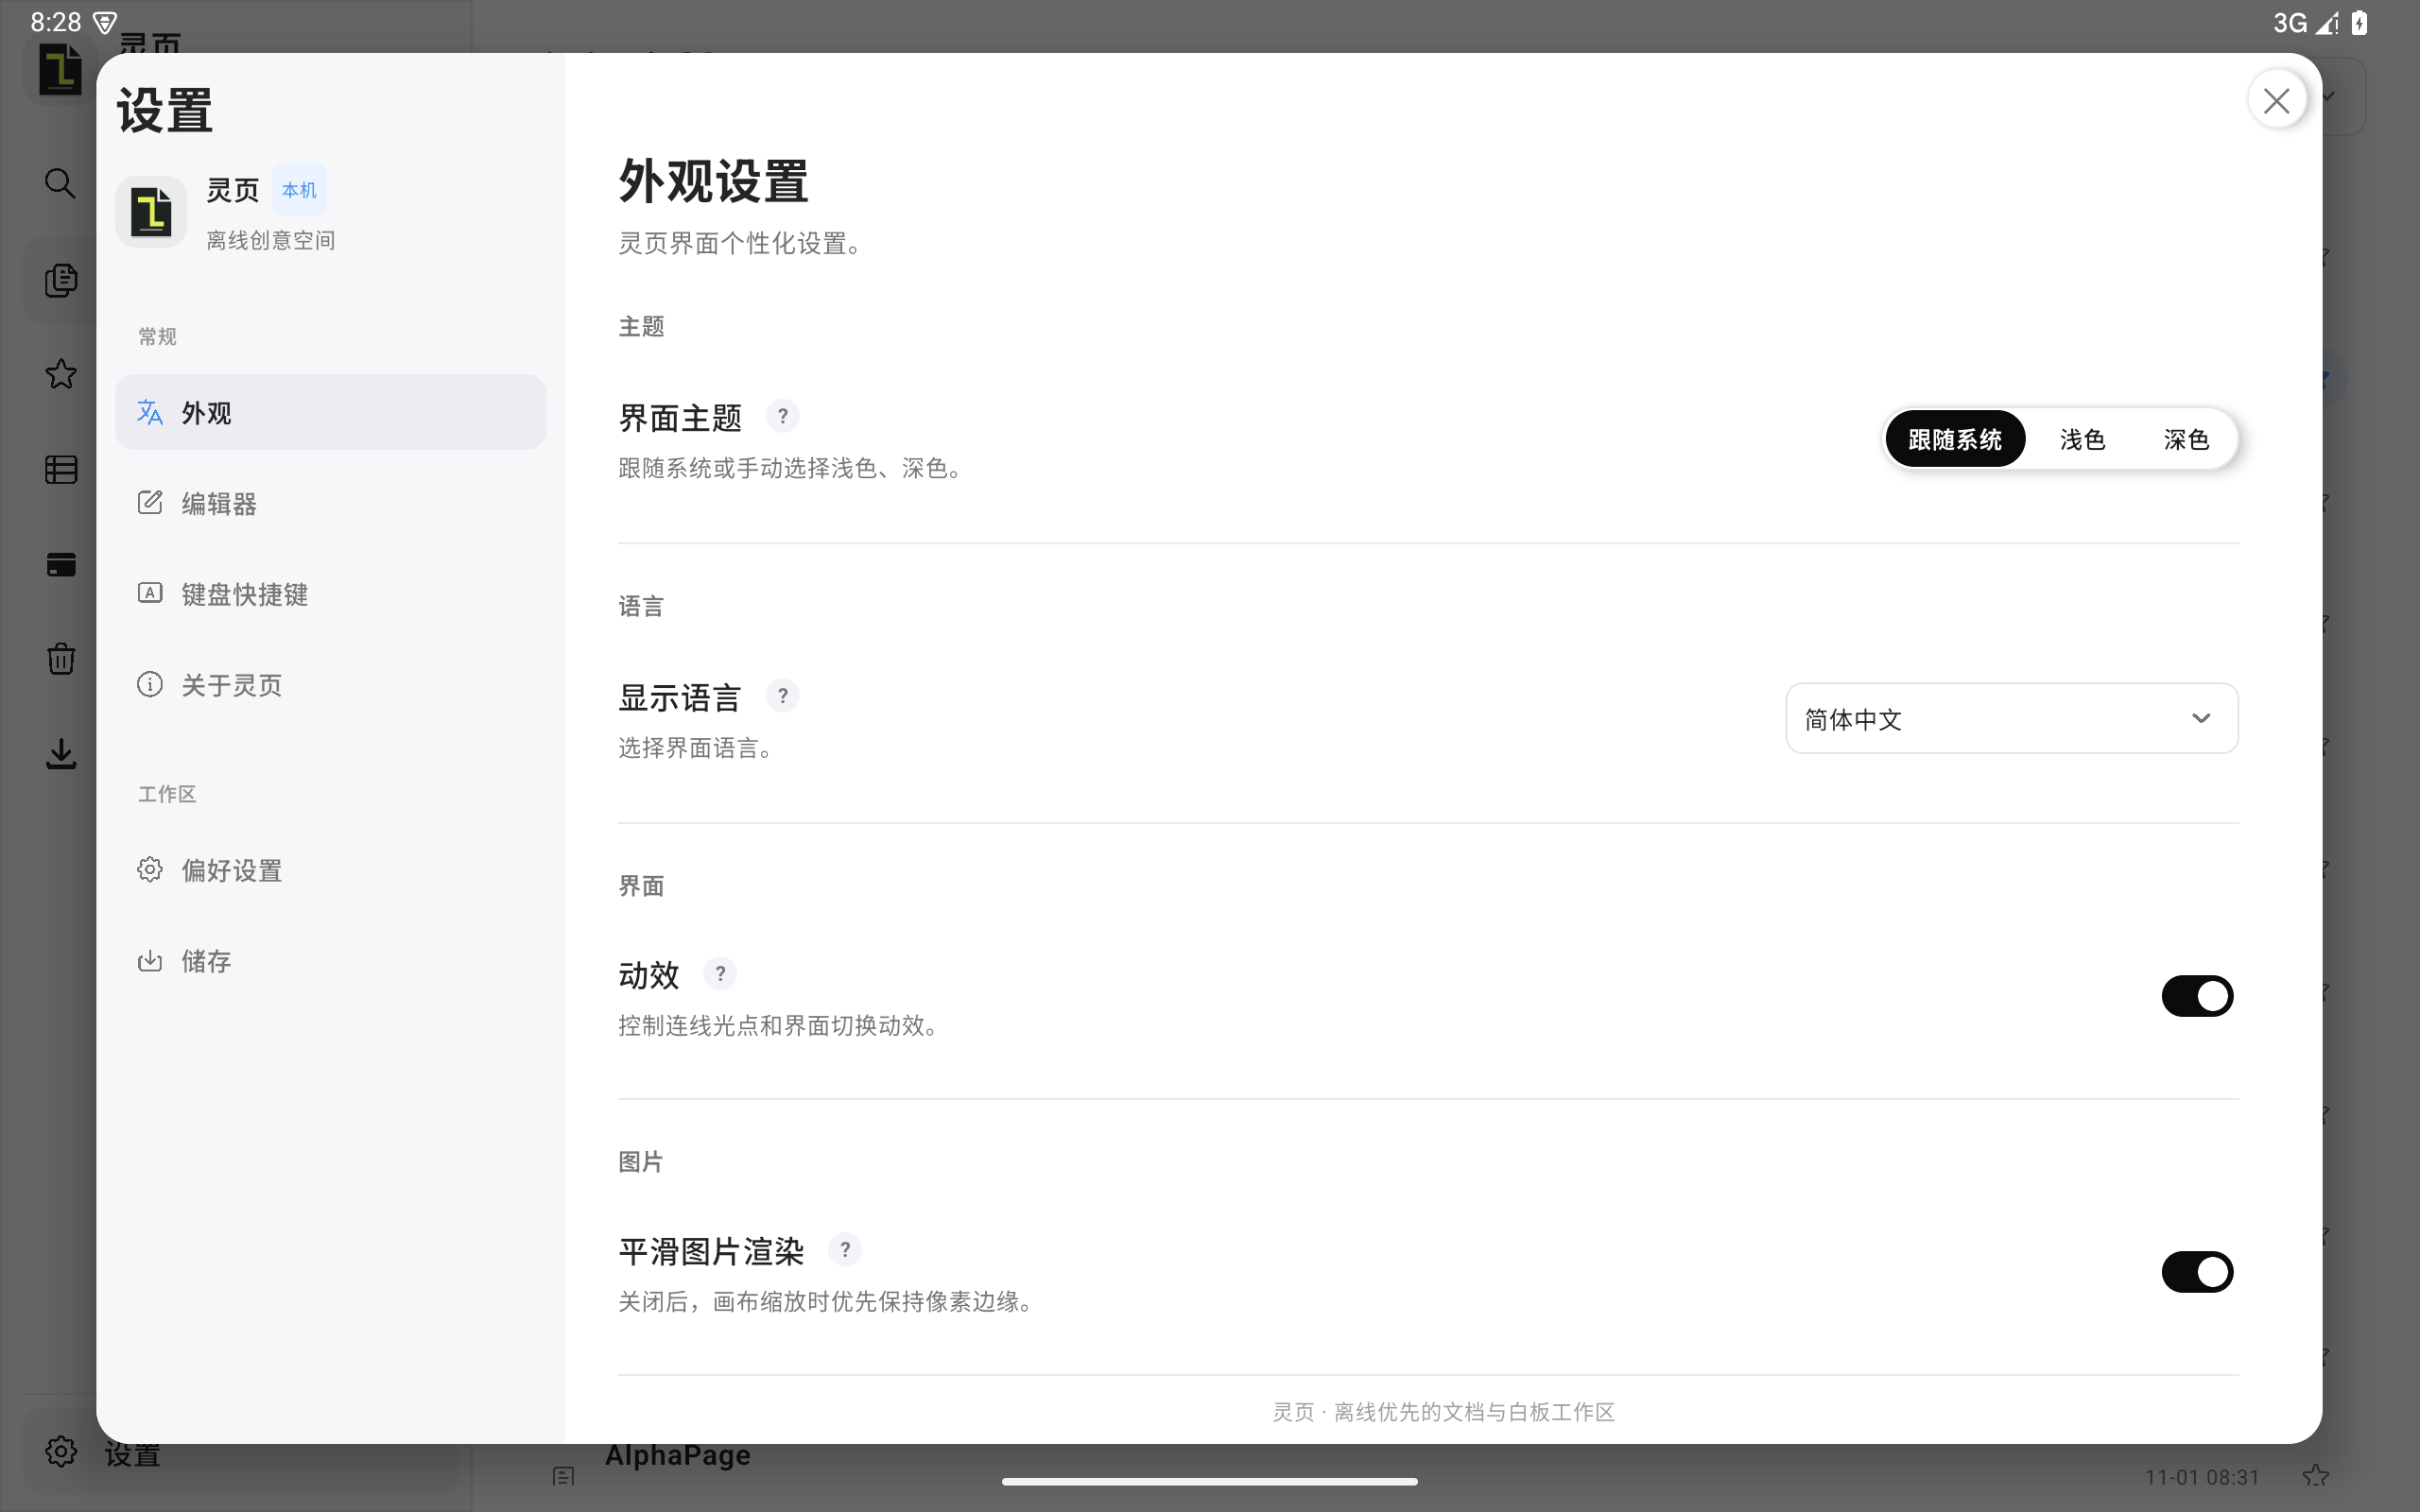 8:28
3G
灵页
设置
灵页 本机
离线创意空间
常规
外观
编辑器
键盘快捷键
关于灵页
工作区
偏好设置
储存
外观设置
灵页界面个性化设置。
主题
界面主题 ?
跟随系统或手动选择浅色、深色。
跟随系统 浅色 深色
语言
显示语言 ?
选择界面语言。
简体中文
界面
动效 ?
控制连线光点和界面切换动效。
图片
平滑图片渲染 ?
关闭后，画布缩放时优先保持像素边缘。
灵页 · 离线优先的文档与白板工作区
设置
AlphaPage
11-01 08:31